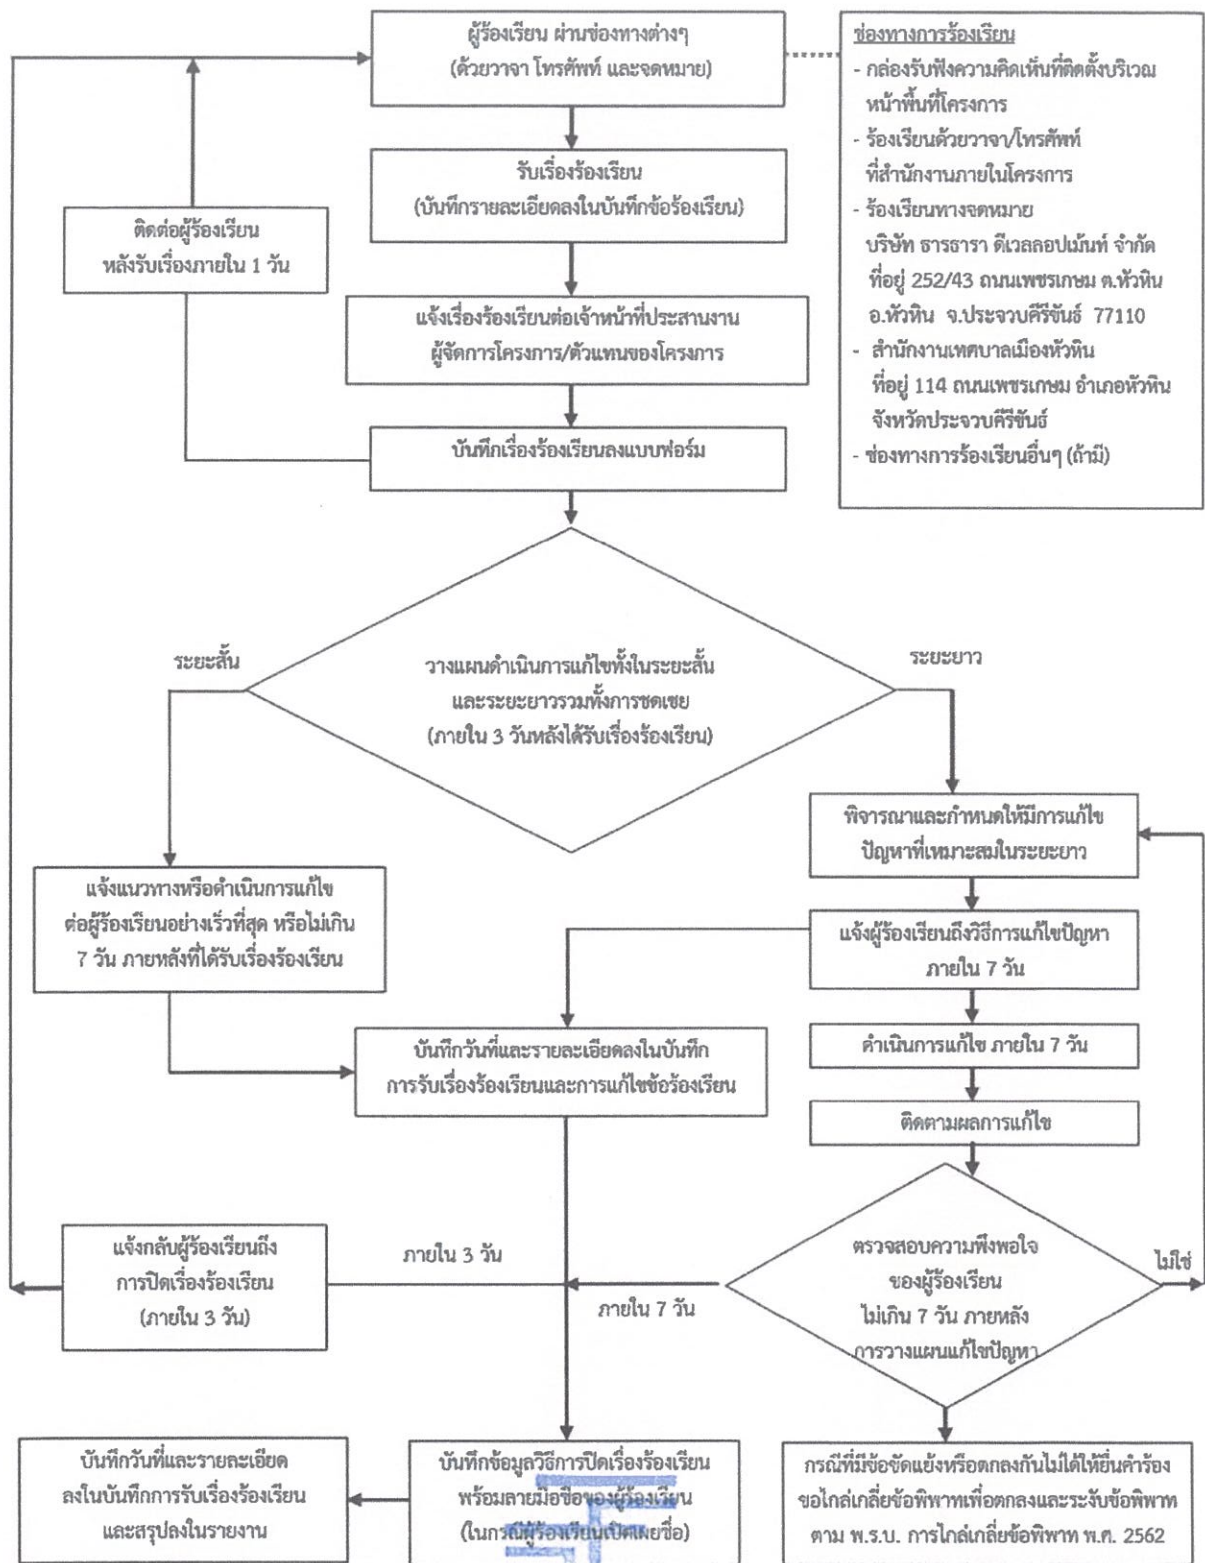 ผู้ร้องเรียน ผ่านช่องทางต่างๆ
(ด้วยวาจา โทรศัพท์ และจดหมาย)
ช่องทางการร้องเรียน
- กล่องรับฟังความคิดเห็นที่ติดตั้งบริเวณ
หน้าพื้นที่โครงการ
- ร้องเรียนด้วยวาจา/โทรศัพท์
ที่สำนักงานภายในโครงการ
- ร้องเรียนทางจดหมาย
บริษัท ธารธารา ดีเวลลอปเม้นท์ จำกัด
ที่อยู่ 252/43 ถนนเพชรเกษม ต.หัวหิน
อ.หัวหิน จ.ประจวบคีรีขันธ์ 77110
- สำนักงานเทศบาลเมืองหัวหิน
ที่อยู่ 114 ถนนเพชรเกษม อำเภอหัวหิน
จังหวัดประจวบคีรีขันธ์
- ช่องทางการร้องเรียนอื่นๆ (ถ้ามี)
รับเรื่องร้องเรียน
(บันทึกรายละเอียดลงในบันทึกข้อร้องเรียน)
ติดต่อผู้ร้องเรียน
หลังรับเรื่องภายใน 1 วัน
แจ้งเรื่องร้องเรียนต่อเจ้าหน้าที่ประสานงาน
ผู้จัดการโครงการ/ตัวแทนของโครงการ
บันทึกเรื่องร้องเรียนลงแบบฟอร์ม
ระยะสั้น
วางแผนดำเนินการแก้ไขทั้งในระยะสั้น
และระยะยาวรวมทั้งการชดเชย
(ภายใน 3 วันหลังได้รับเรื่องร้องเรียน)
ระยะยาว
พิจารณาและกำหนดให้มีการแก้ไข
ปัญหาที่เหมาะสมในระยะยาว
แจ้งแนวทางหรือดำเนินการแก้ไข
ต่อผู้ร้องเรียนอย่างเร็วที่สุด หรือไม่เกิน
7 วัน ภายหลังที่ได้รับเรื่องร้องเรียน
แจ้งผู้ร้องเรียนถึงวิธีการแก้ไขปัญหา
ภายใน 7 วัน
บันทึกวันที่และรายละเอียดลงในบันทึก
การรับเรื่องร้องเรียนและการแก้ไขข้อร้องเรียน
ดำเนินการแก้ไข ภายใน 7 วัน
ติดตามผลการแก้ไข
แจ้งกลับผู้ร้องเรียนถึง
การปิดเรื่องร้องเรียน
(ภายใน 3 วัน)
ภายใน 3 วัน
ภายใน 7 วัน
ตรวจสอบความพึงพอใจ
ของผู้ร้องเรียน
ไม่เกิน 7 วัน ภายหลัง
การวางแผนแก้ไขปัญหา
ไม่ใช่
บันทึกวันที่และรายละเอียด
ลงในบันทึกการรับเรื่องร้องเรียน
และสรุปลงในรายงาน
บันทึกข้อมูลวิธีการปิดเรื่องร้องเรียน
พร้อมลายมือชื่อของผู้ร้องเรียน
(ในกรณีผู้ร้องเรียนเปิดเผยชื่อ)
กรณีที่มีข้อขัดแย้งหรือตกลงกันไม่ได้ให้ยื่นคำร้อง
ขอไกล่เกลี่ยข้อพิพาทเพื่อตกลงและระงับข้อพิพาท
ตาม พ.ร.บ. การไกล่เกลี่ยข้อพิพาท พ.ศ. 2562